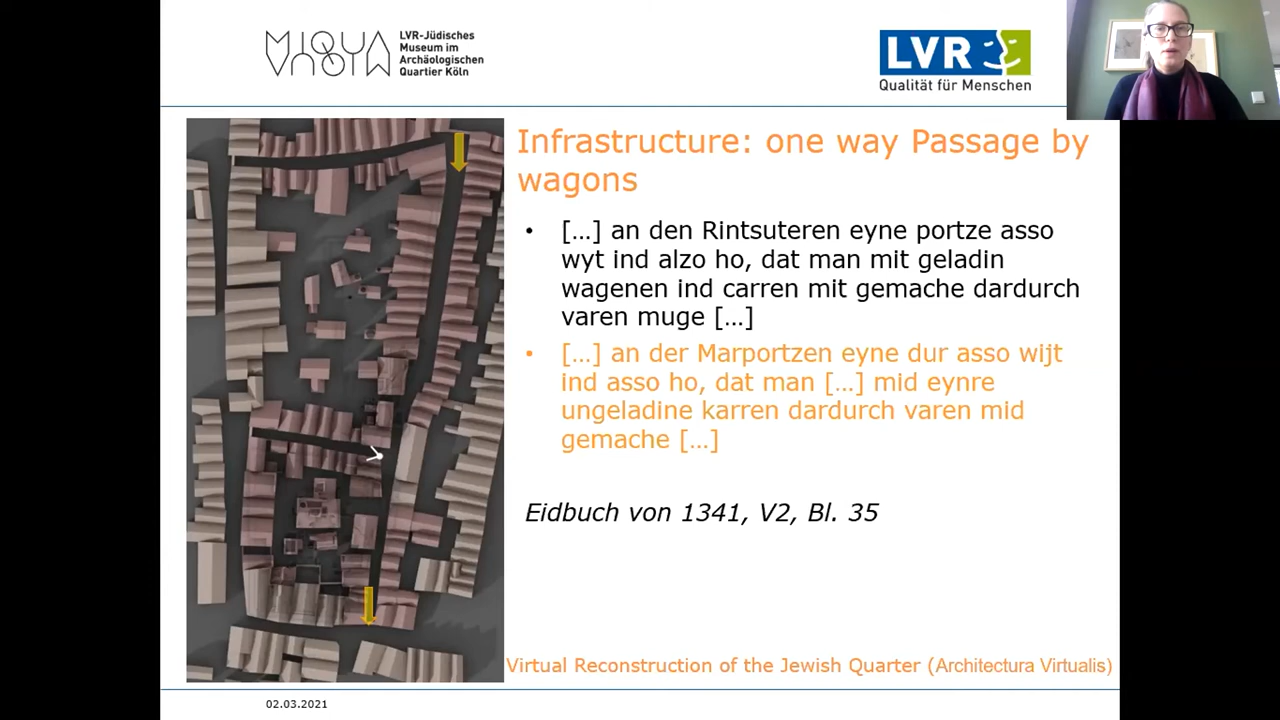 MIQUA
LVR-Jüdisches
Museum im
Archäologischen
Quartier Köln
LVR
Qualität für Menschen
Infrastructure: one way Passage by
wagons
• […] an den Rintsuteren eyne portze asso
wyt ind alzo ho, dat man mit geladin
wagenen ind carren mit gemache dardurch
varen muge […]
• […] an der Marportzen eyne dur asso wijt
ind asso ho, dat man […] mid eynre
ungeladine karren dardurch varen mid
gemache […]
Eidbuch von 1341, V2, Bl. 35
Virtual Reconstruction of the Jewish Quarter (Architectura Virtualis)
02.03.2021